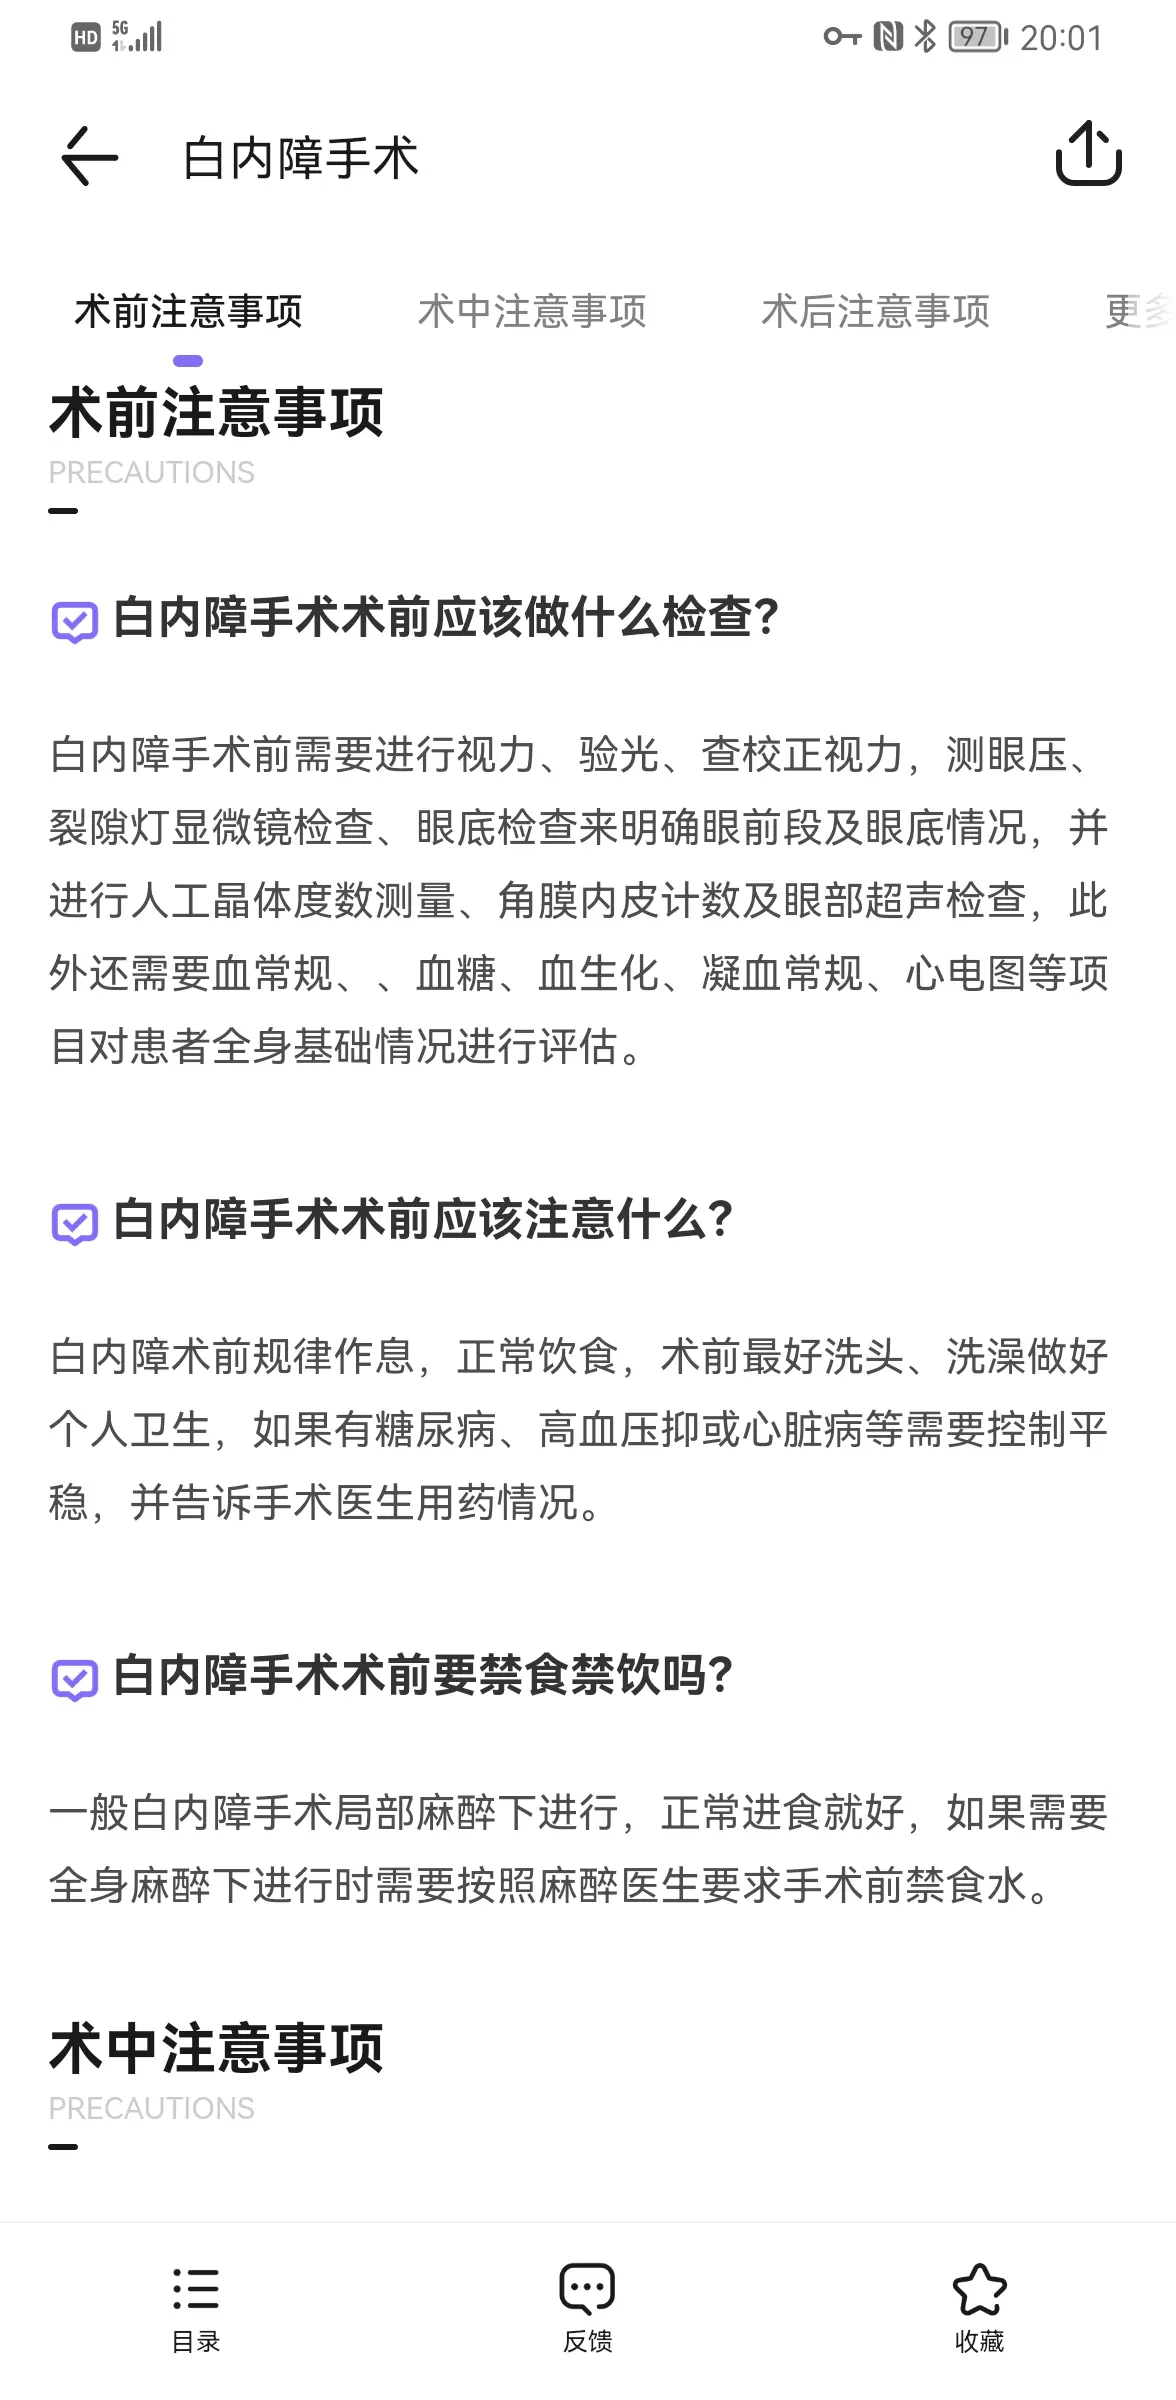 HD 5G 97 20:01
白内障手术
术前注意事项 术中注意事项 术后注意事项 更多
术前注意事项
PRECAUTIONS
白内障手术术前应该做什么检查?
白内障手术前需要进行视力、验光、查校正视力，测眼压、
裂隙灯显微镜检查、眼底检查来明确眼前段及眼底情况，并
进行人工晶体度数测量、角膜内皮计数及眼部超声检查，此
外还需要血常规、、血糖、血生化、凝血常规、心电图等项
目对患者全身基础情况进行评估。
白内障手术术前应该注意什么?
白内障术前规律作息，正常饮食，术前最好洗头、洗澡做好
个人卫生，如果有糖尿病、高血压抑或心脏病等需要控制平
稳，并告诉手术医生用药情况。
白内障手术术前要禁食禁饮吗?
一般白内障手术局部麻醉下进行，正常进食就好，如果需要
全身麻醉下进行时需要按照麻醉医生要求手术前禁食水。
术中注意事项
PRECAUTIONS
目录 反馈 收藏